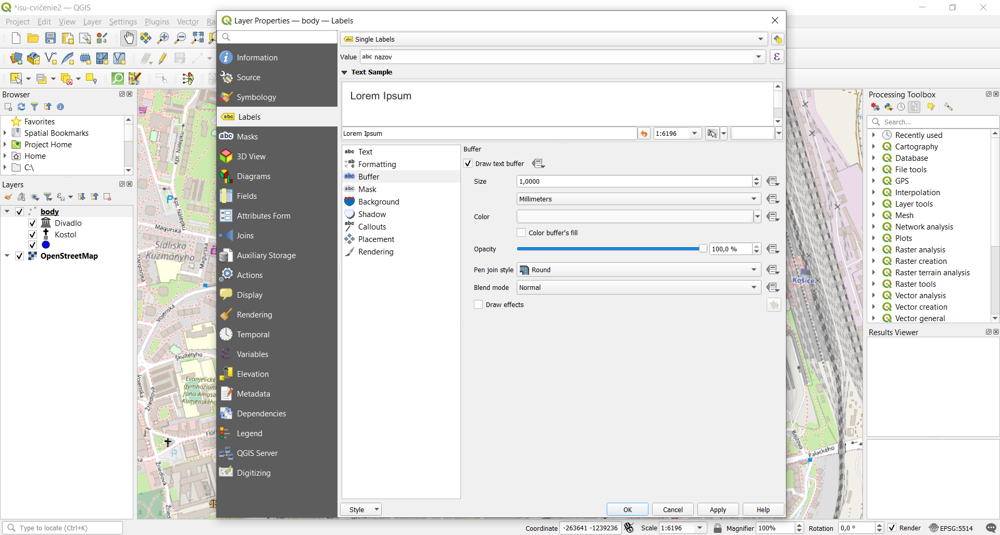 *isu-cvičenie2 — QGIS
Project Edit View Layer Settings Plugins Vector Ra
Layer Properties — body — Labels
Information
Source
Symbology
Labels
Masks
3D View
Diagrams
Fields
Attributes Form
Joins
Auxiliary Storage
Actions
Display
Rendering
Temporal
Variables
Elevation
Metadata
Dependencies
Legend
QGIS Server
Digitizing
Single Labels
Value abc nazov
Text Sample
Lorem Ipsum
Lorem Ipsum
1:6196
Text
Formatting
Buffer
Mask
Background
Shadow
Callouts
Placement
Rendering
Buffer
Draw text buffer
Size 1,0000
Millimeters
Color
Color buffer's fill
Opacity 100,0 %
Pen join style Round
Blend mode Normal
Draw effects
Style
OK Cancel Apply Help
Browser
Favorites
Spatial Bookmarks
Project Home
Home
C:\
Layers
body
Divadlo
Kostol
OpenStreetMap
Kpt. Nálepku
Kpt. Nálepku
Magurská
Magurská
Sídlisko
Kuzmányho
Vojenská
Škultétyho
Vojenská
Žriedlová
Evanjelické
gymnázium
Jána Amosa
Komenského
Flori
Žriedlová
Košice
Bajzova
Palackého
Processing Toolbox
Search...
Recently used
Cartography
Database
File tools
GPS
Interpolation
Layer tools
Mesh
Network analysis
Plots
Raster analysis
Raster creation
Raster terrain analysis
Raster tools
Vector analysis
Vector creation
Vector general
Results Viewer
Type to locate (Ctrl+K)
Coordinate -263641 -1239236 Scale 1:6196 Magnifier 100% Rotation 0,0 ° Render EPSG:5514